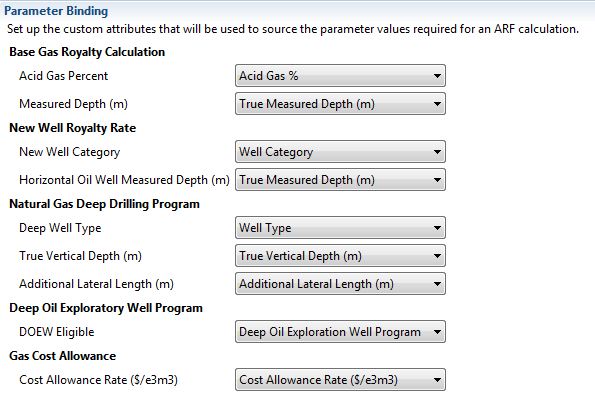 Parameter Binding
Set up the custom attributes that will be used to source the parameter values required for an ARF calculation.
Base Gas Royalty Calculation
Acid Gas Percent Acid Gas %
Measured Depth (m) True Measured Depth (m)
New Well Royalty Rate
New Well Category Well Category
Horizontal Oil Well Measured Depth (m) True Measured Depth (m)
Natural Gas Deep Drilling Program
Deep Well Type Well Type
True Vertical Depth (m) True Vertical Depth (m)
Additional Lateral Length (m) Additional Lateral Length (m)
Deep Oil Exploratory Well Program
DOEW Eligible Deep Oil Exploration Well Program
Gas Cost Allowance
Cost Allowance Rate ($/e3m3) Cost Allowance Rate ($/e3m3)